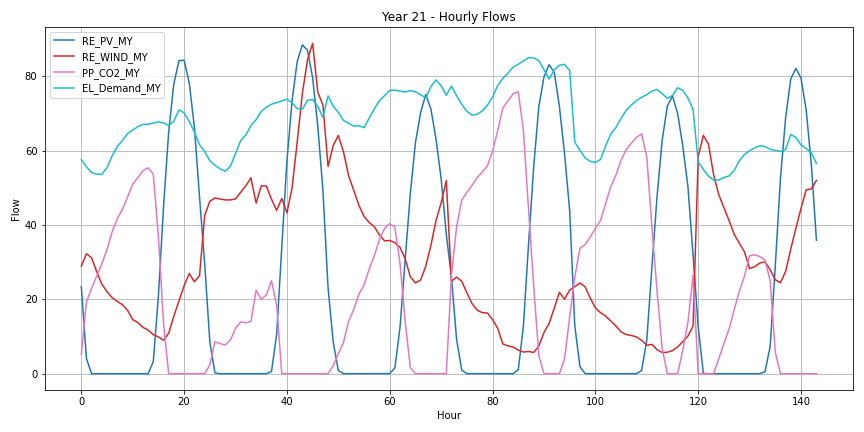 Year 21 - Hourly Flows
RE_PV_MY
RE_WIND_MY
PP_CO2_MY
EL_Demand_MY
Flow
80
60
40
20
0
0 20 40 60 80 100 120 140
Hour